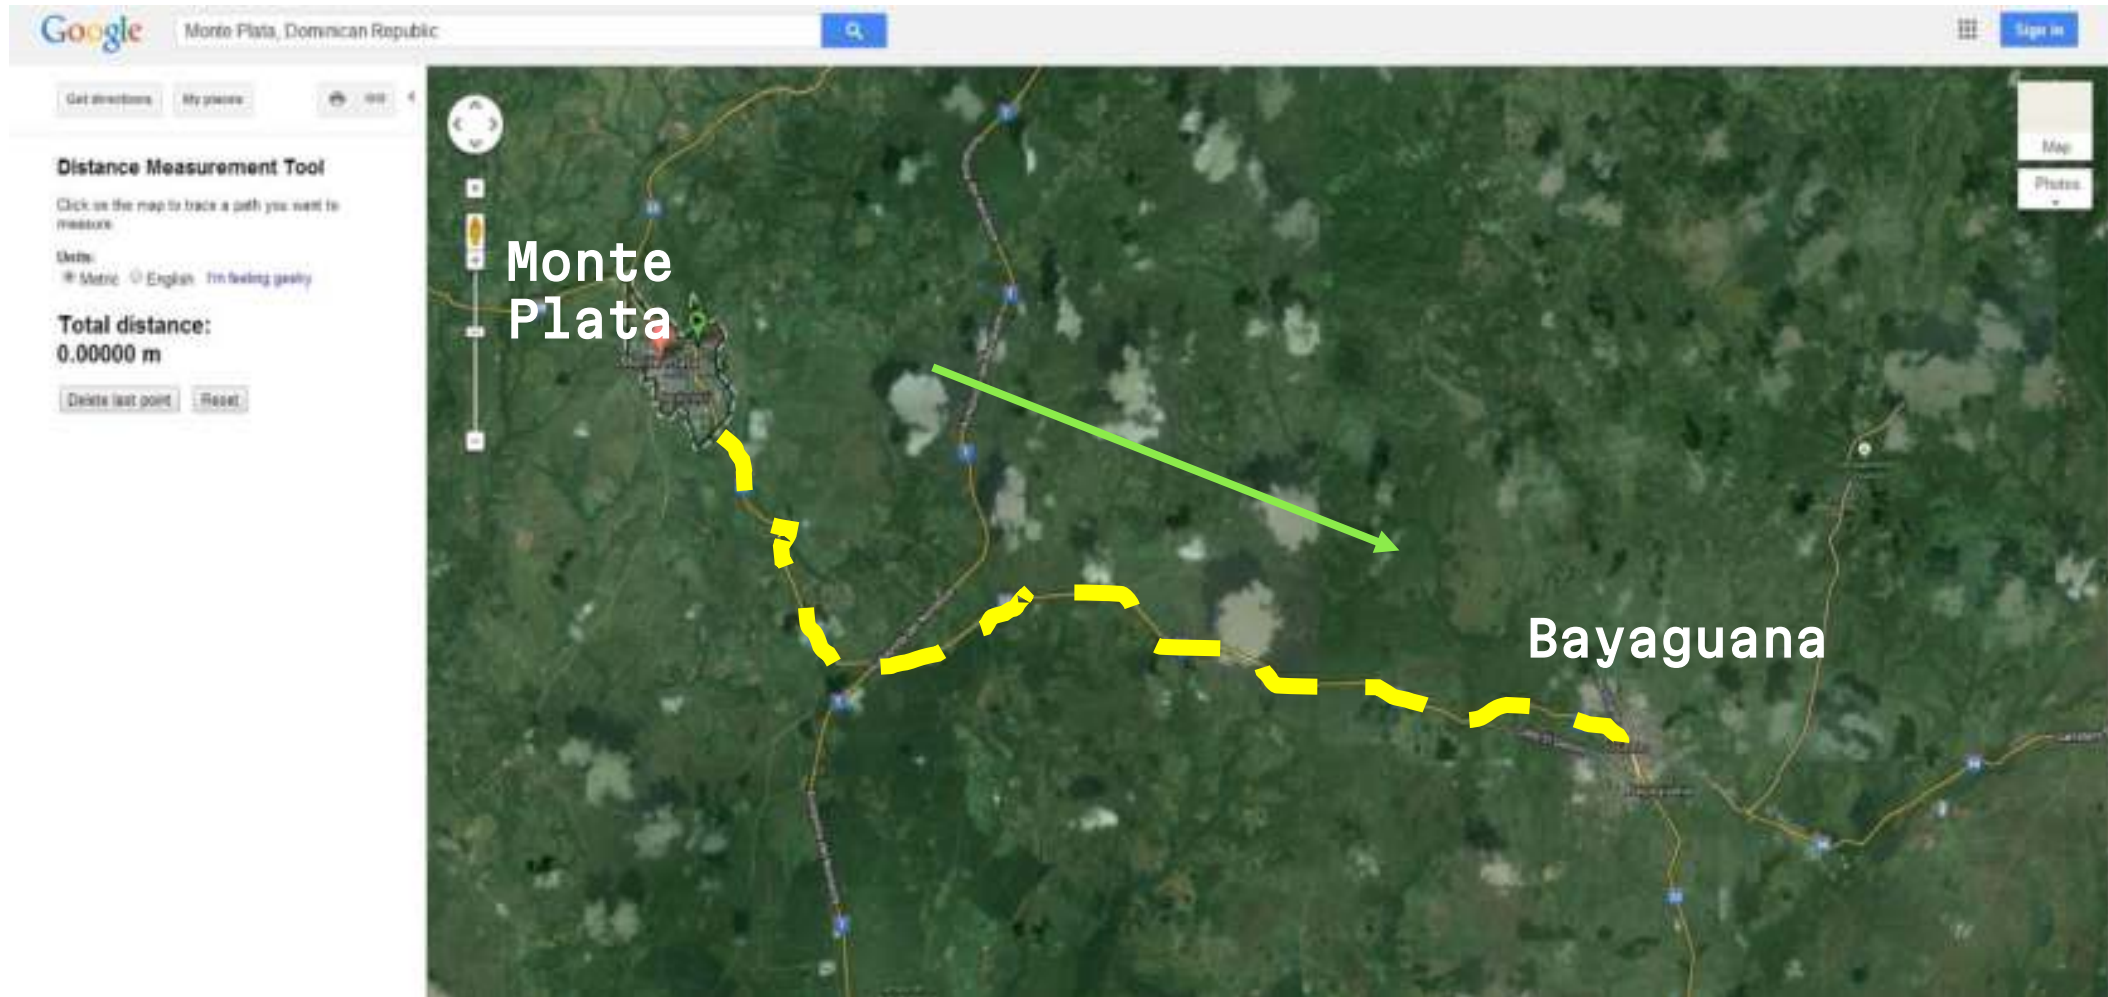 Google
Monte Plata, Dominican Republic
Sign in
Get directions
My places
Distance Measurement Tool
Click on the map to trace a path you want to
measure
Units:
Metric English I'm feeling geeky
Total distance:
0.00000 m
Delete last point
Reset
Map
Photos
Monte
Plata
Bayaguana